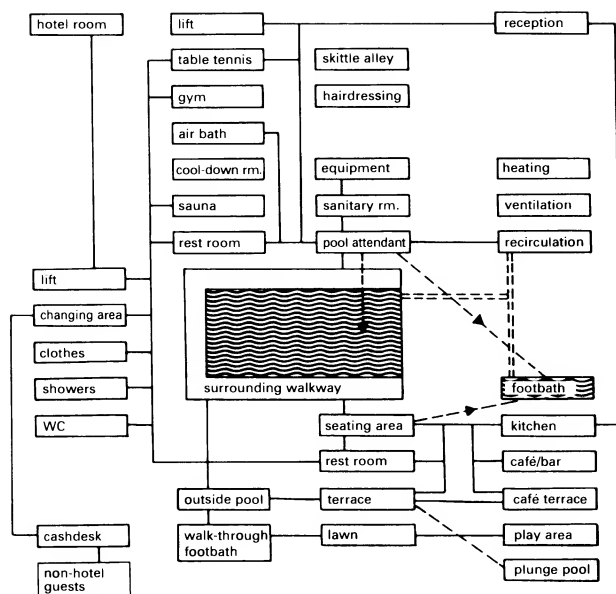 hotel room
lift
reception
table tennis
skittle alley
gym
hairdressing
air bath
cool-down rm.
equipment
heating
sauna
sanitary rm.
ventilation
rest room
pool attendant
recirculation
lift
changing area
clothes
showers
surrounding walkway
footbath
WC
seating area
kitchen
rest room
café/bar
outside pool
terrace
café terrace
cashdesk
walk-through
footbath
lawn
play area
non-hotel
guests
plunge pool